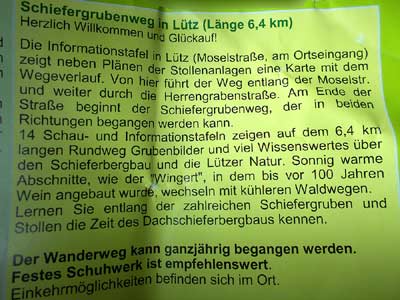 Schiefergrubenweg in Lütz (Länge 6,4 km)
Herzlich Willkommen und Glückauf!
Die Informationstafel in Lütz (Moselstraße, am Ortseingang)
zeigt neben Plänen der Stollenanlagen eine Karte mit dem
Wegeverlauf. Von hier führt der Weg entlang der Moselstr.
und weiter durch die Herrengrabenstraße. Am Ende der
Straße beginnt der Schiefergrubenweg, der in beiden
Richtungen begangen werden kann.
14 Schau- und Informationstafeln zeigen auf dem 6,4 km
langen Rundweg Grubenbilder und viel Wissenswertes über
den Schieferbergbau und die Lützer Natur. Sonnig warme
Abschnitte, wie der "Wingert", in dem bis vor 100 Jahren
Wein angebaut wurde, wechseln mit kühleren Waldwegen.
Lernen Sie entlang der zahlreichen Schiefergruben und
Stollen die Zeit des Dachschieferbergbaus kennen.
Der Wanderweg kann ganzjährig begangen werden.
Festes Schuhwerk ist empfehlenswert.
Einkehrmöglichkeiten befinden sich im Ort.